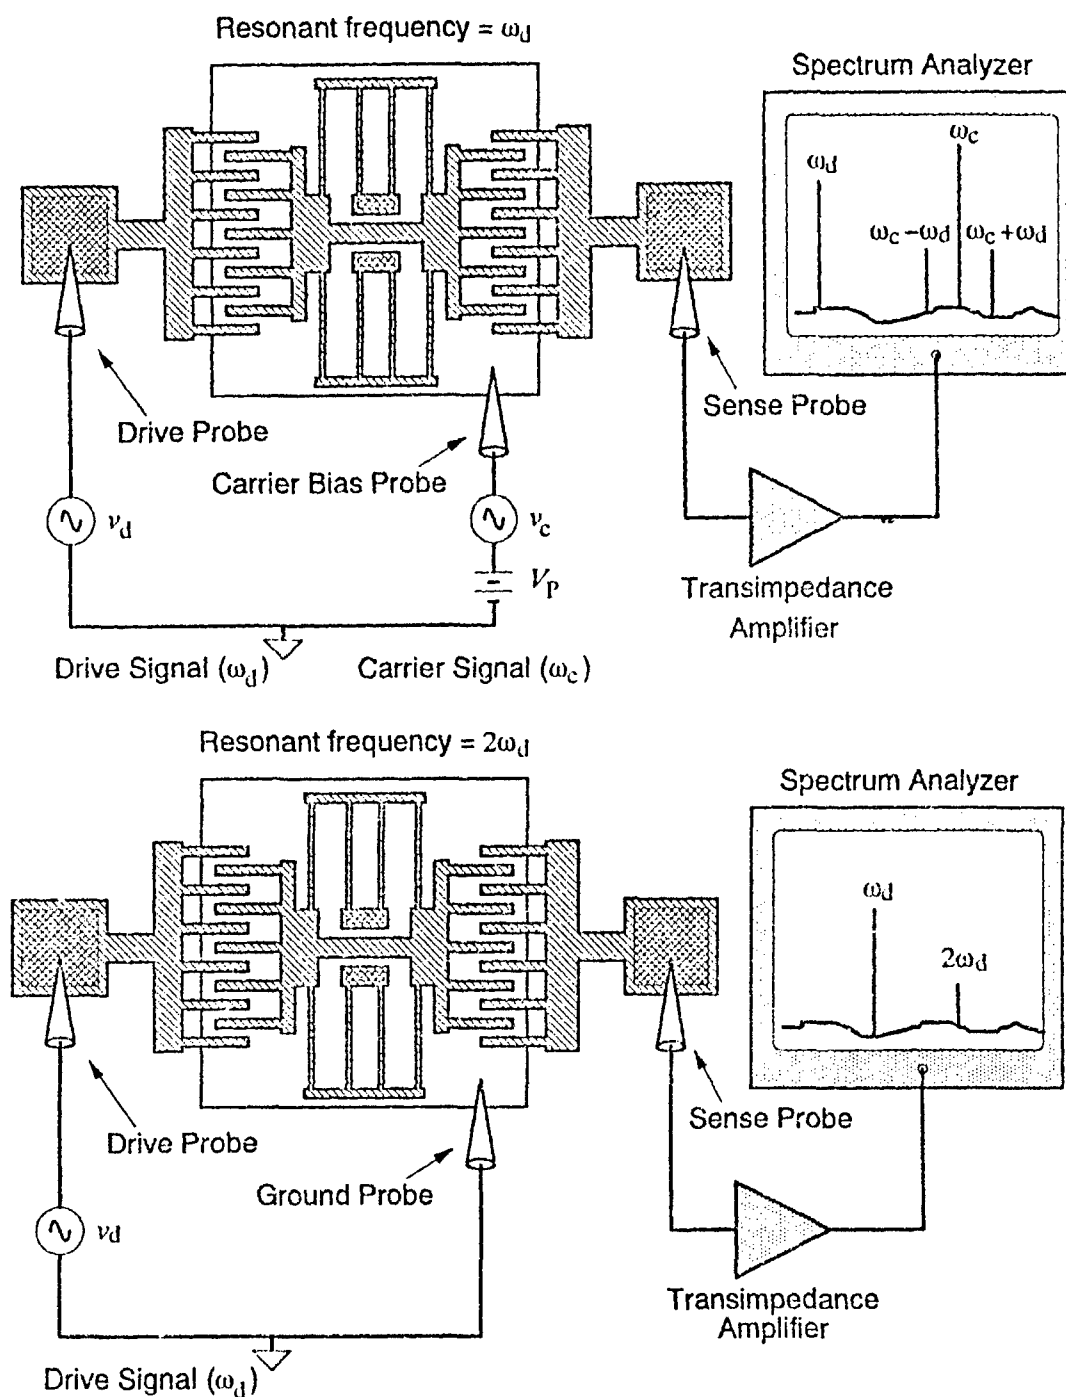 Resonant frequency = ωd
Spectrum Analyzer
ωc
ωd
ωc −ωd
ωc +ωd
Drive Probe
Sense Probe
Carrier Bias Probe
vd
vc
VP
Transimpedance
Amplifier
Drive Signal (ωd)
Carrier Signal (ωc)
Resonant frequency = 2ωd
Spectrum Analyzer
ωd
2ωd
Drive Probe
Sense Probe
Ground Probe
vd
Transimpedance
Amplifier
Drive Signal (ωd)